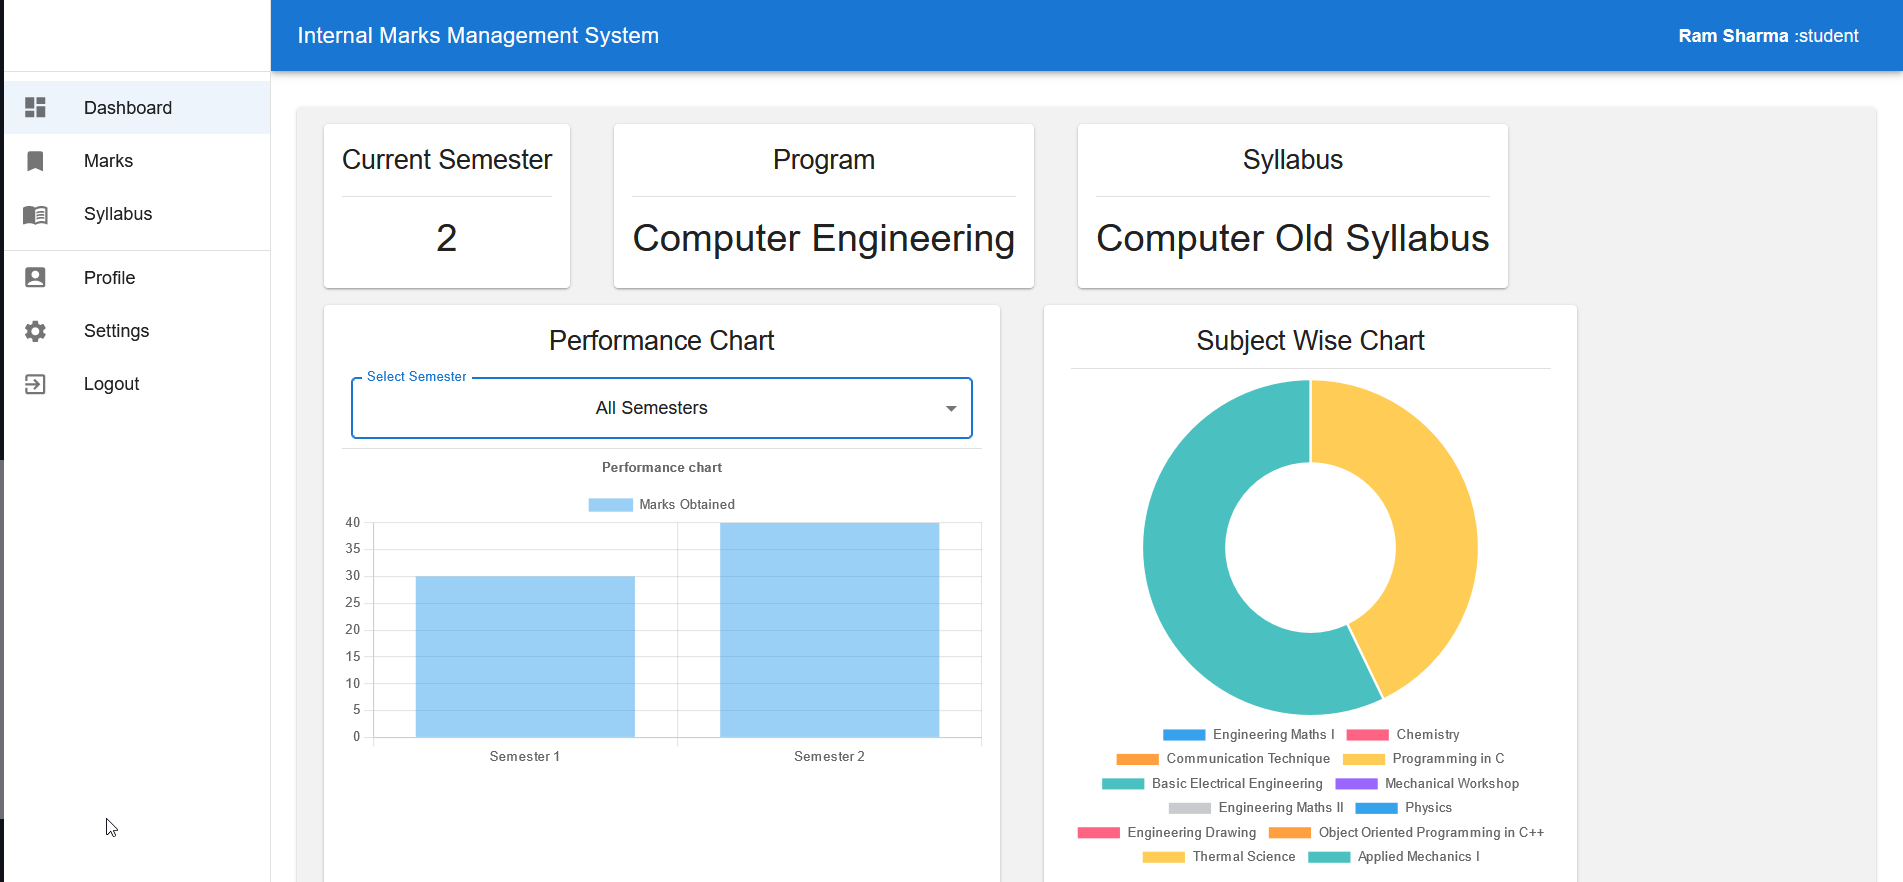 Internal Marks Management System
Ram Sharma :student
Dashboard
Marks
Syllabus
Profile
Settings
Logout
Current Semester
2
Program
Computer Engineering
Syllabus
Computer Old Syllabus
Performance Chart
Select Semester
All Semesters
Performance chart
Marks Obtained
40
35
30
25
20
15
10
5
0
Semester 1
Semester 2
Subject Wise Chart
Engineering Maths I
Chemistry
Communication Technique
Programming in C
Basic Electrical Engineering
Mechanical Workshop
Engineering Maths II
Physics
Engineering Drawing
Object Oriented Programming in C++
Thermal Science
Applied Mechanics I